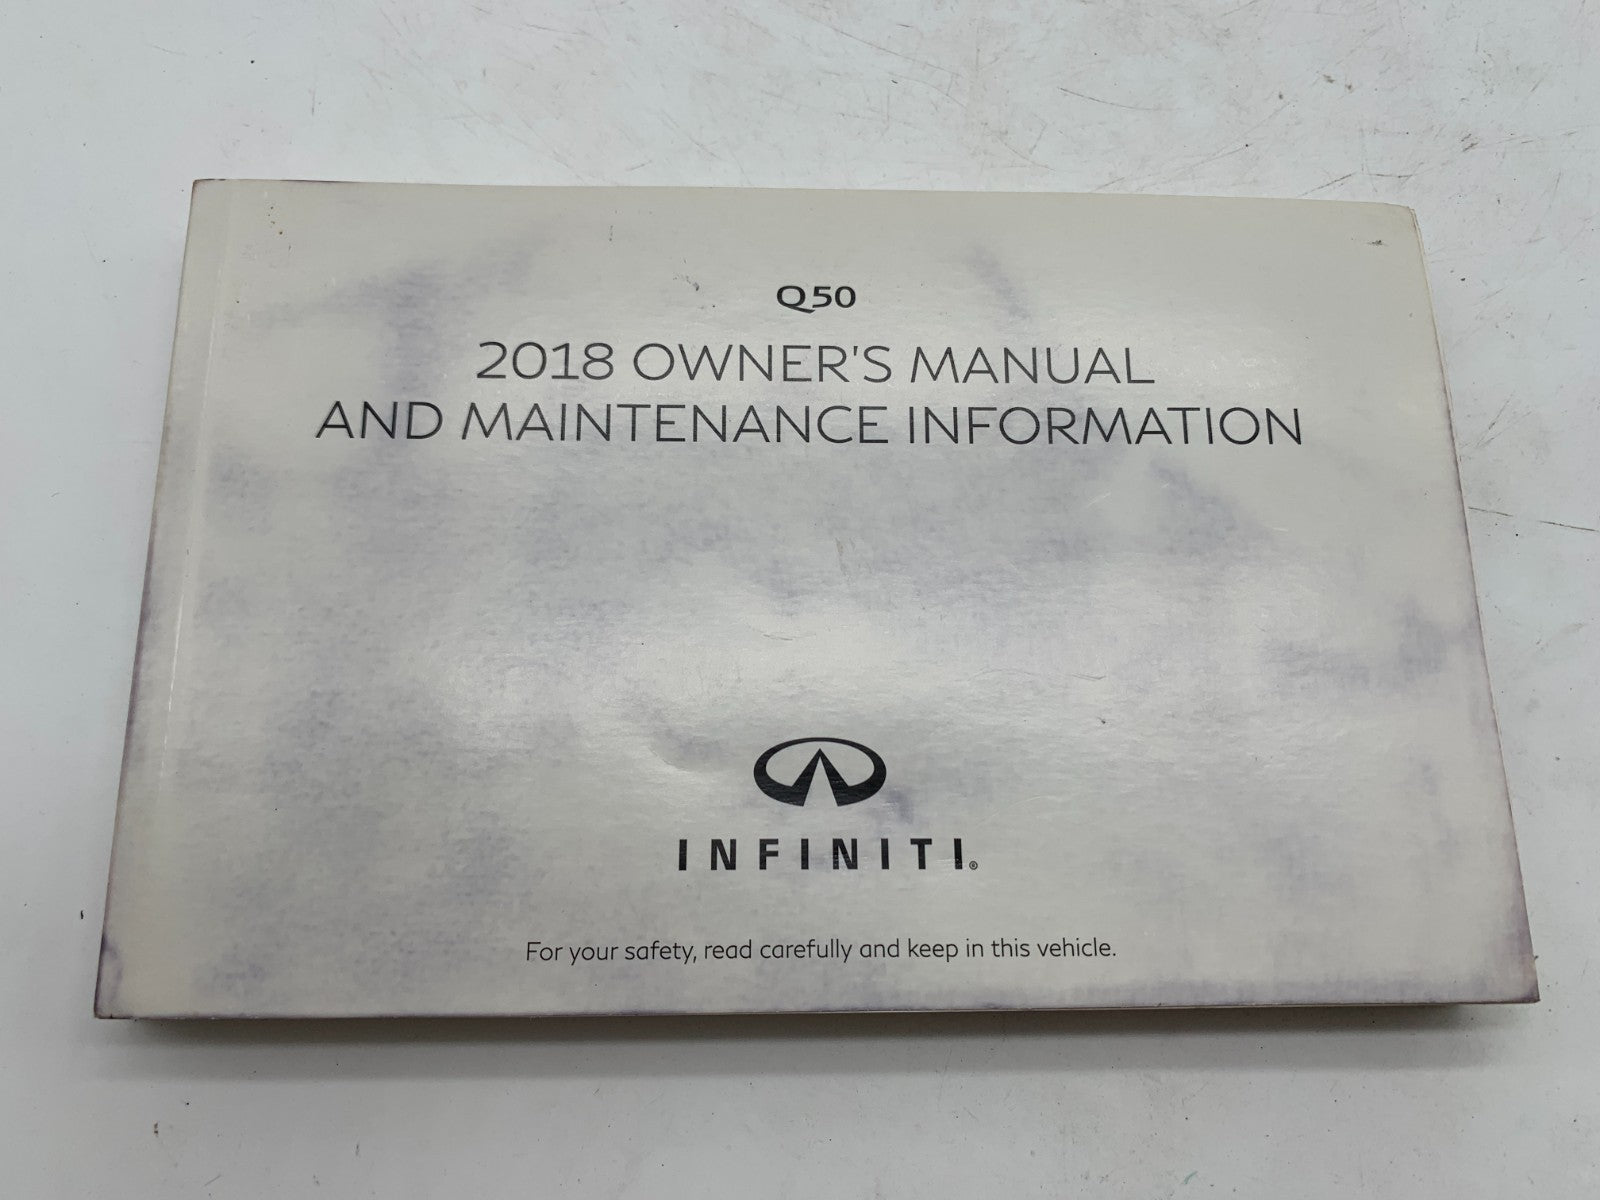 Q50
2018 OWNER'S MANUAL
AND MAINTENANCE INFORMATION
INFINITI®
For your safety, read carefully and keep in this vehicle.